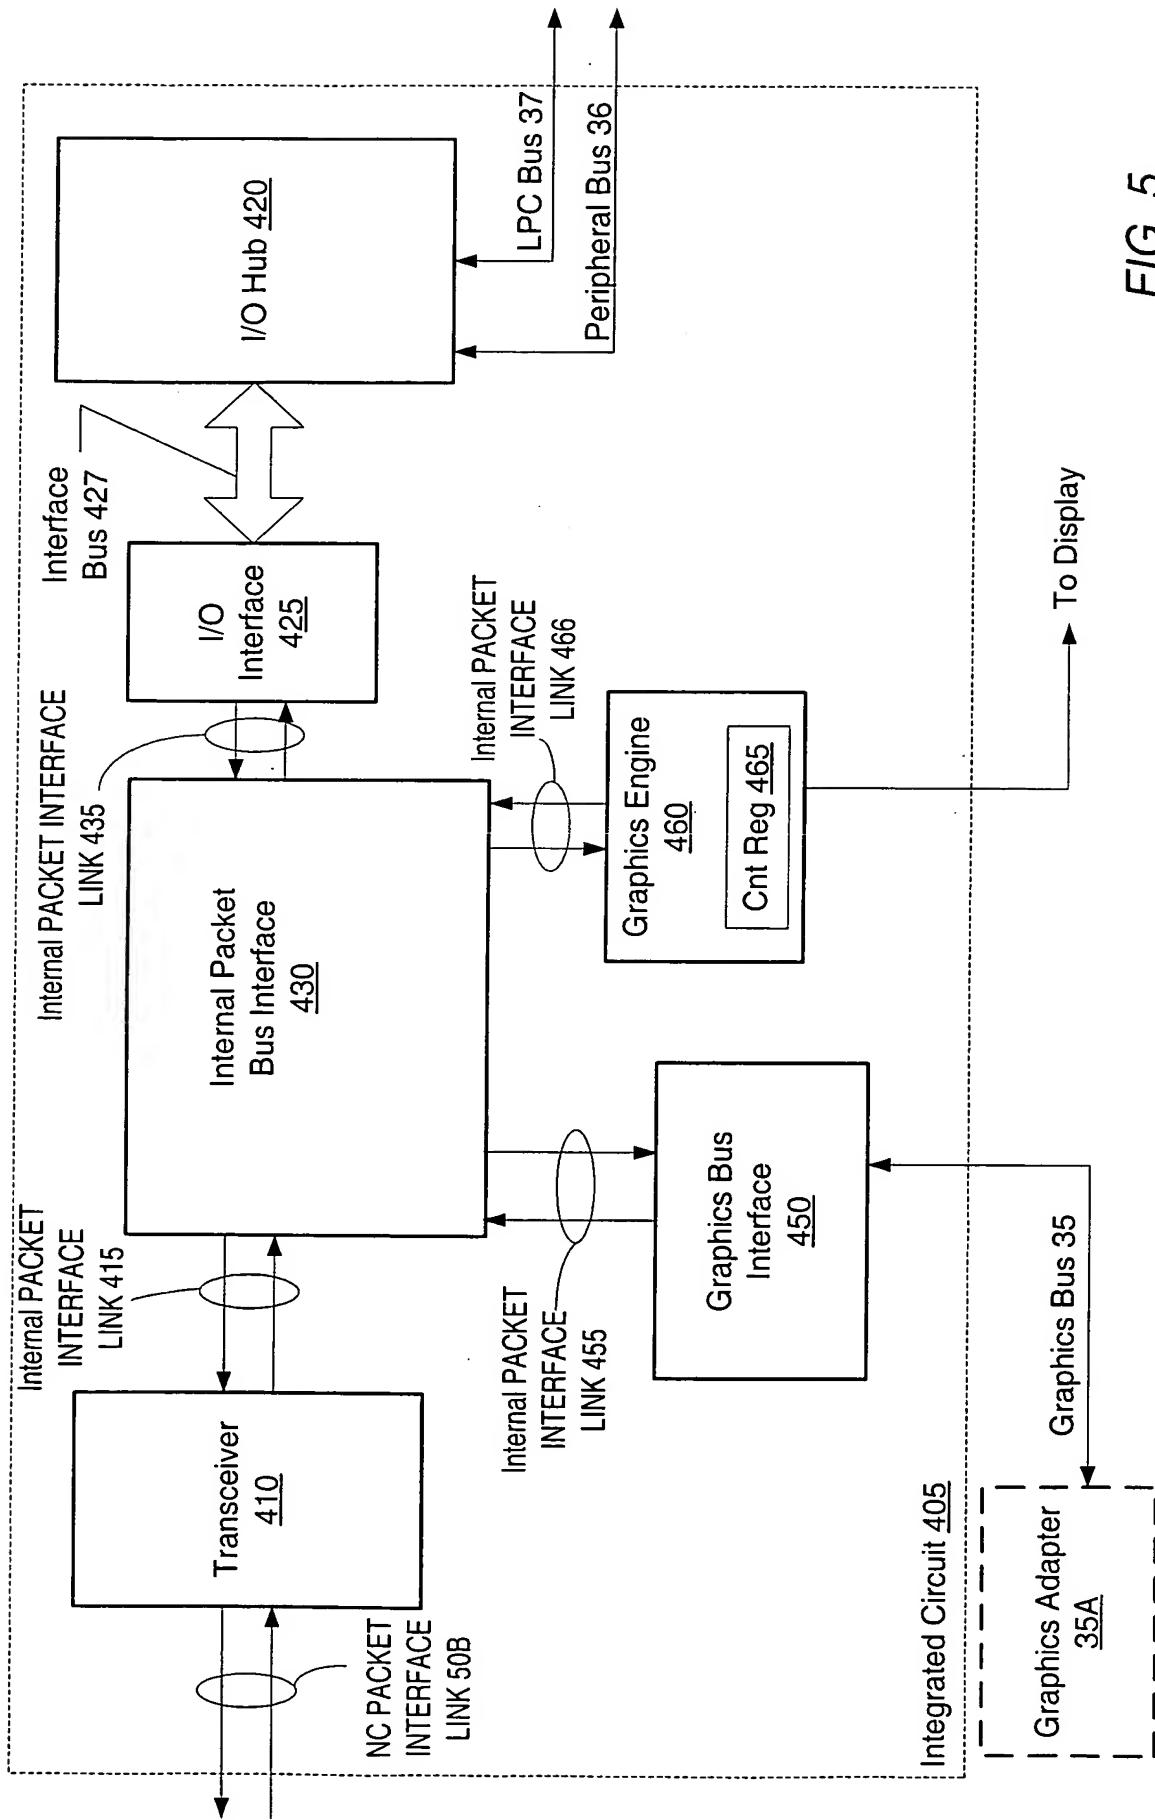 Internal PACKET
INTERFACE
LINK 415
Internal PACKET INTERFACE
LINK 435
Interface
Bus 427
Transceiver
410
Internal Packet
Bus Interface
430
I/O
Interface
425
I/O Hub 420
NC PACKET
INTERFACE
LINK 50B
Internal PACKET
INTERFACE
LINK 455
Internal PACKET
INTERFACE
LINK 466
LPC Bus 37
Peripheral Bus 36
Graphics Bus
Interface
450
Graphics Engine
460
Cnt Reg 465
Integrated Circuit 405
Graphics Adapter
35A
Graphics Bus 35
To Display
FIG. 5